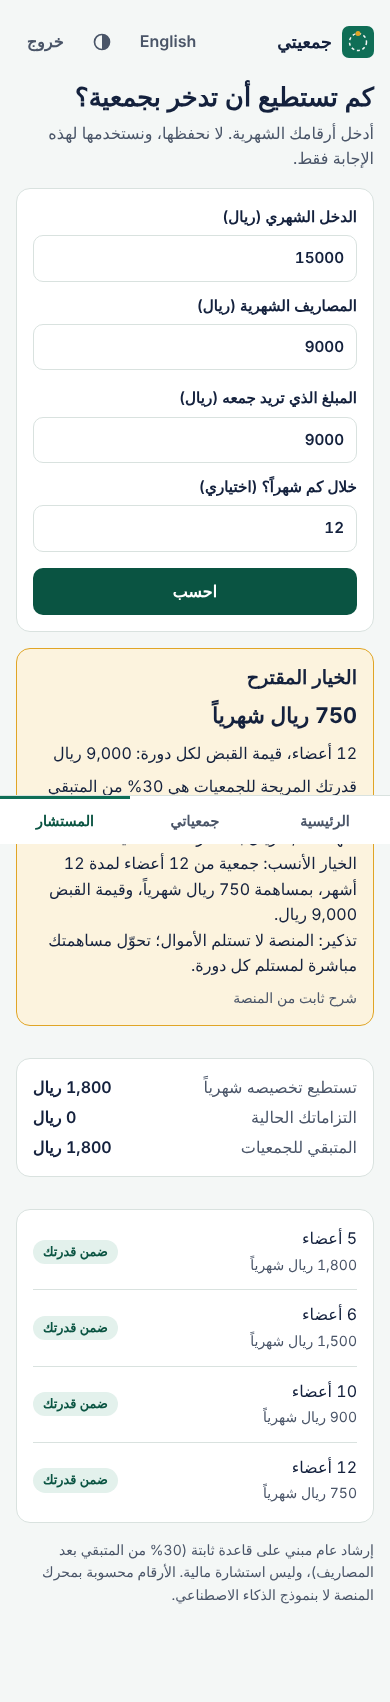 جمعيتي
English
خروج
كم تستطيع أن تدخر بجمعية؟
أدخل أرقامك الشهرية. لا نحفظها، ونستخدمها لهذه
الإجابة فقط.
الدخل الشهري (ريال)
15000
المصاريف الشهرية (ريال)
9000
المبلغ الذي تريد جمعه (ريال)
9000
خلال كم شهراً؟ (اختياري)
12
احسب
الخيار المقترح
750 ريال شهرياً
12 أعضاء، قيمة القبض لكل دورة: 9,000 ريال
قدرتك المريحة للجمعيات هي 30% من المتبقي
الرئيسية
جمعياتي
المستشار
الخيار الأنسب: جمعية من 12 أعضاء لمدة 12
أشهر، بمساهمة 750 ريال شهرياً، وقيمة القبض
9,000 ريال.
تذكير: المنصة لا تستلم الأموال؛ تحوّل مساهمتك
مباشرة لمستلم كل دورة.
شرح ثابت من المنصة
تستطيع تخصيصه شهرياً 1,800 ريال
التزاماتك الحالية 0 ريال
المتبقي للجمعيات 1,800 ريال
5 أعضاء
1,800 ريال شهرياً
ضمن قدرتك
6 أعضاء
1,500 ريال شهرياً
ضمن قدرتك
10 أعضاء
900 ريال شهرياً
ضمن قدرتك
12 أعضاء
750 ريال شهرياً
ضمن قدرتك
إرشاد عام مبني على قاعدة ثابتة (30% من المتبقي بعد
المصاريف)، وليس استشارة مالية. الأرقام محسوبة بمحرك
المنصة لا بنموذج الذكاء الاصطناعي.